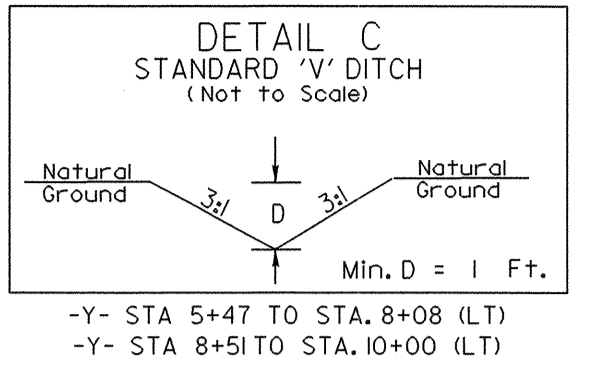 DETAIL C
STANDARD 'V' DITCH
(Not to Scale)
Natural
Ground
3:1
D
3:1
Natural
Ground
Min. D = 1 Ft.
-Y- STA 5+47 TO STA. 8+08 (LT)
-Y- STA 8+51 TO STA. 10+00 (LT)